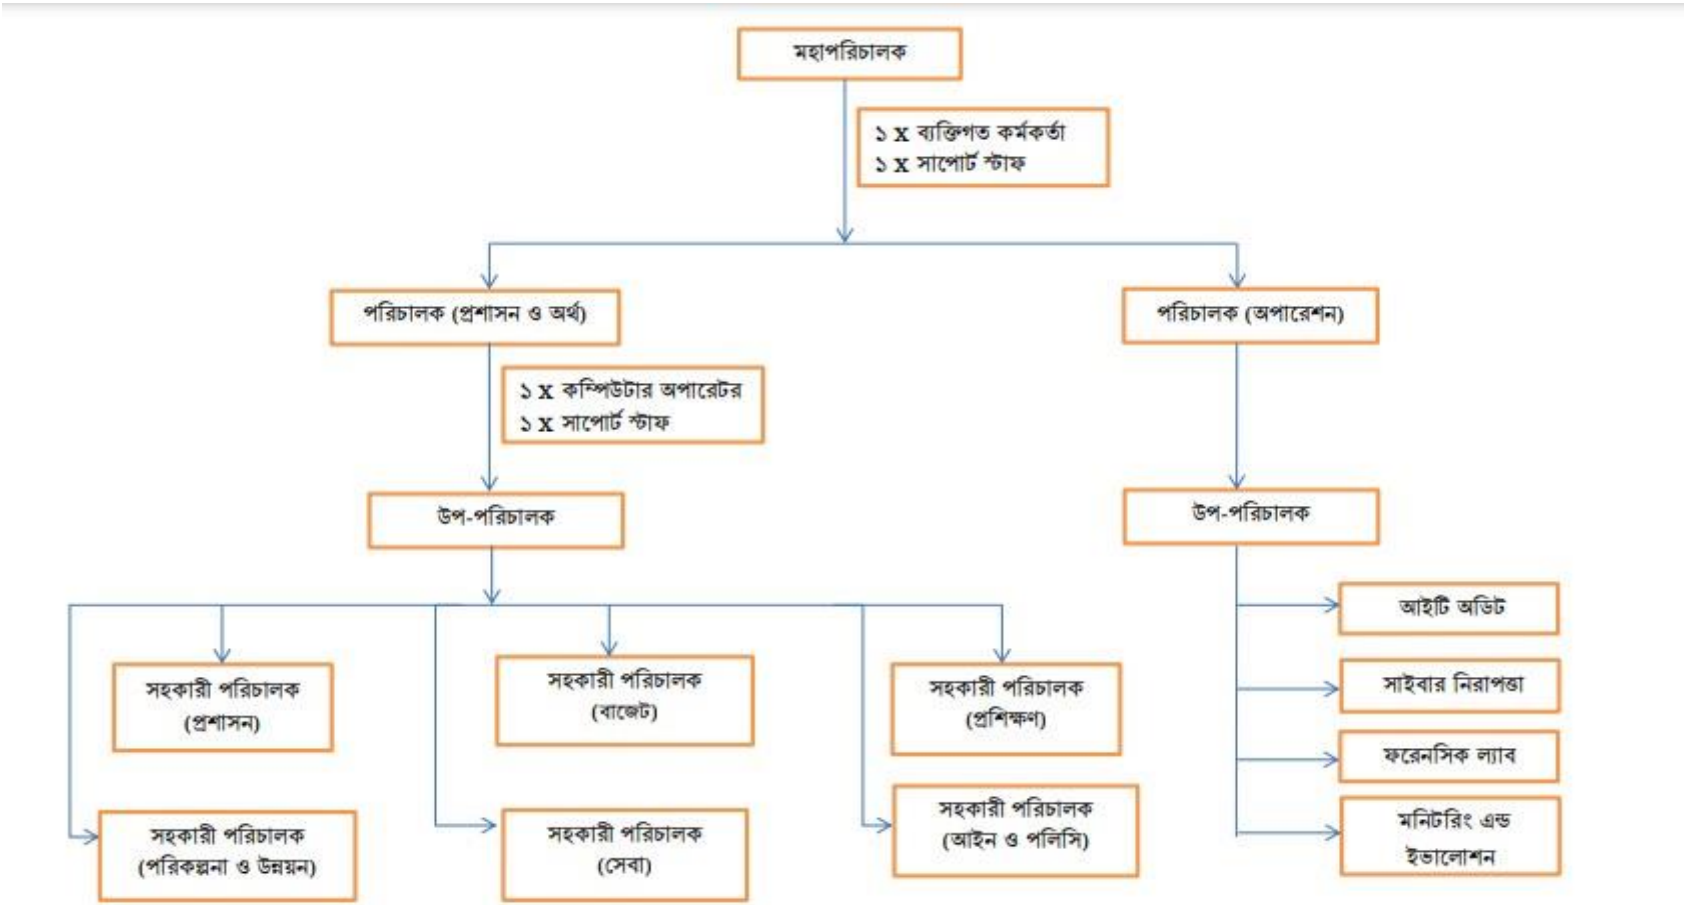 মহাপরিচালক
১ x ব্যক্তিগত কর্মকর্তা
১ x সাপোর্ট স্টাফ
পরিচালক (প্রশাসন ও অর্থ)
পরিচালক (অপারেশন)
১ x কম্পিউটার অপারেটর
১ x সাপোর্ট স্টাফ
উপ-পরিচালক
উপ-পরিচালক
আইটি অডিট
সাইবার নিরাপত্তা
ফরেনসিক ল্যাব
মনিটরিং এন্ড
ইভালোশন
সহকারী পরিচালক
(প্রশাসন)
সহকারী পরিচালক
(বাজেট)
সহকারী পরিচালক
(প্রশিক্ষণ)
সহকারী পরিচালক
(পরিকল্পনা ও উন্নয়ন)
সহকারী পরিচালক
(সেবা)
সহকারী পরিচালক
(আইন ও পলিসি)